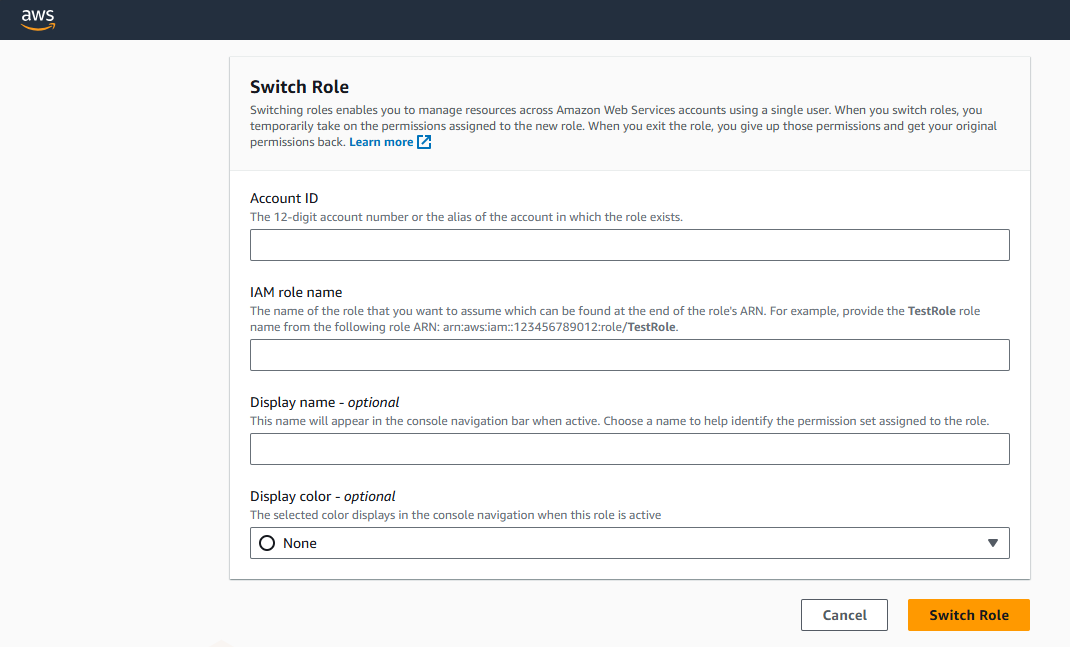 aws
Switch Role
Switching roles enables you to manage resources across Amazon Web Services accounts using a single user. When you switch roles, you
temporarily take on the permissions assigned to the new role. When you exit the role, you give up those permissions and get your original
permissions back. Learn more
Account ID
The 12-digit account number or the alias of the account in which the role exists.
IAM role name
The name of the role that you want to assume which can be found at the end of the role's ARN. For example, provide the TestRole role
name from the following role ARN: arn:aws:iam::123456789012:role/TestRole.
Display name - optional
This name will appear in the console navigation bar when active. Choose a name to help identify the permission set assigned to the role.
Display color - optional
The selected color displays in the console navigation when this role is active
None
Cancel Switch Role